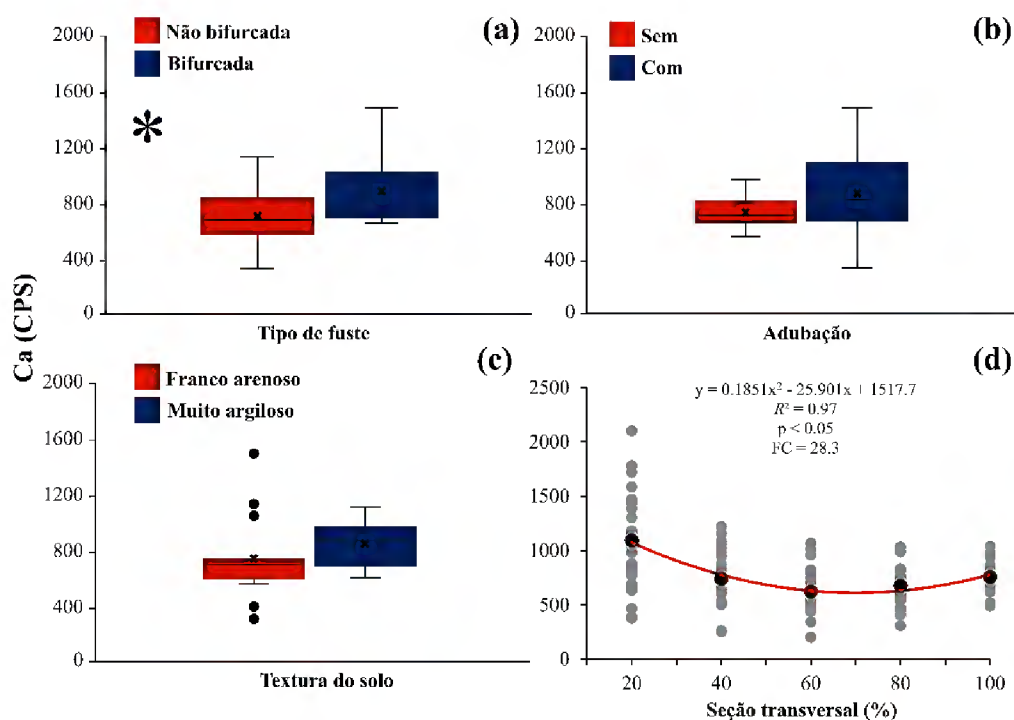 Ca (CPS)
(a)
Não bifurcada
Bifurcada
*
2000
1600
1200
800
400
0
Tipo de fuste
(b)
Sem
Com
2000
1600
1200
800
400
0
Adubação
(c)
Franco arenoso
Muito argiloso
2000
1600
1200
800
400
0
Textura do solo
(d)
y = 0.1851x² - 25.901x + 1517.7
R² = 0.97
p < 0.05
FC = 28.3
2500
2000
1500
1000
500
0
20 40 60 80 100
Seção transversal (%)